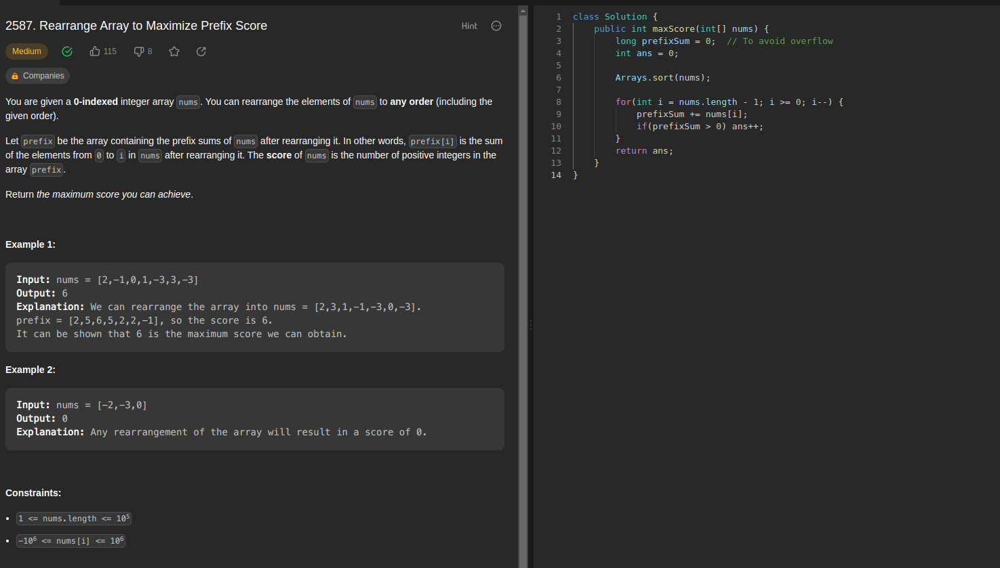 2587. Rearrange Array to Maximize Prefix Score
Hint
Medium
115
8
Companies
You are given a 0-indexed integer array nums. You can rearrange the elements of nums to any order (including the
given order).
Let prefix be the array containing the prefix sums of nums after rearranging it. In other words, prefix[i] is the sum
of the elements from 0 to i in nums after rearranging it. The score of nums is the number of positive integers in the
array prefix.
Return the maximum score you can achieve.
Example 1:
Input: nums = [2,-1,0,1,-3,3,-3]
Output: 6
Explanation: We can rearrange the array into nums = [2,3,1,-1,-3,0,-3].
prefix = [2,5,6,5,2,2,-1], so the score is 6.
It can be shown that 6 is the maximum score we can obtain.
Example 2:
Input: nums = [-2,-3,0]
Output: 0
Explanation: Any rearrangement of the array will result in a score of 0.
Constraints:
• 1 <= nums.length <= 10⁵
• -10⁶ <= nums[i] <= 10⁶
1 class Solution {
2     public int maxScore(int[] nums) {
3         long prefixSum = 0;  // To avoid overflow
4         int ans = 0;
5
6         Arrays.sort(nums);
7
8         for(int i = nums.length - 1; i >= 0; i--) {
9             prefixSum += nums[i];
10             if(prefixSum > 0) ans++;
11         }
12         return ans;
13     }
14 }